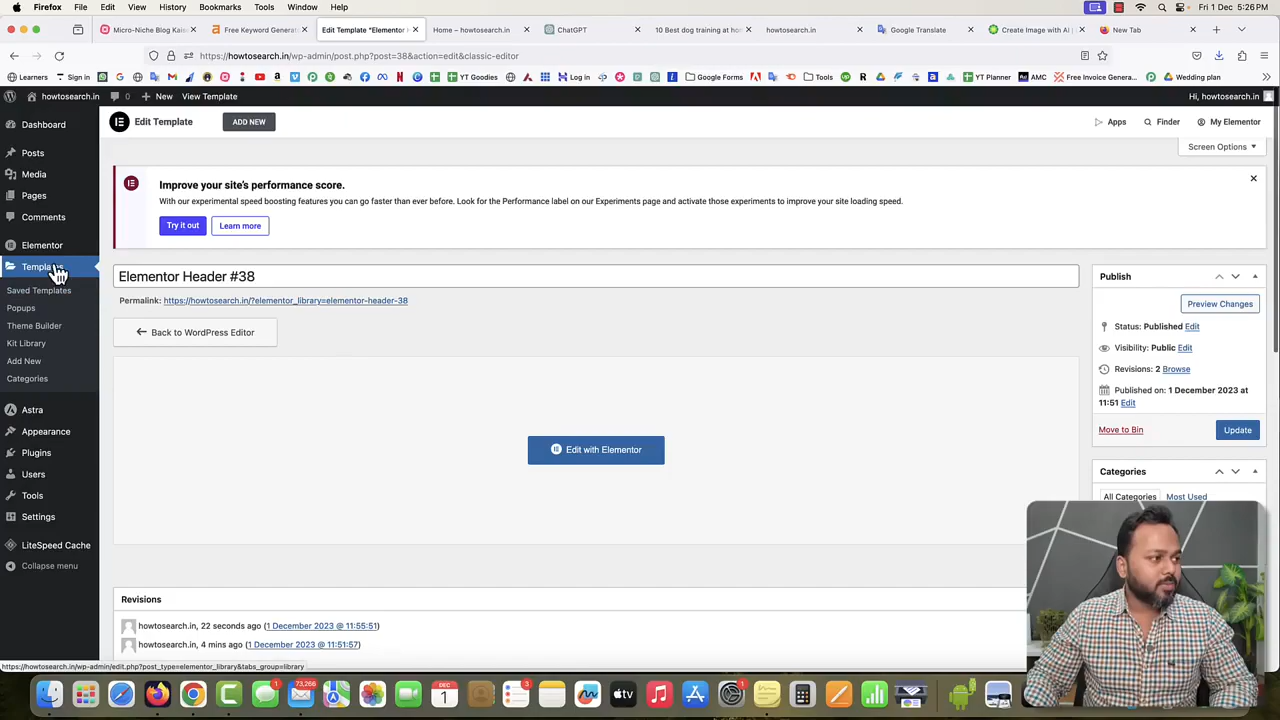 Firefox File Edit View History Bookmarks Tools Window Help Fri 1 Dec 5:26 PM
Micro-Niche Blog Kais Free Keyword Generat Edit Template "Elementor Home – howtosearch.in ChatGPT 10 Best dog training at ho howtosearch.in Google Translate Create Image with AI New Tab
https://howtosearch.in/wp-admin/post.php?post=38&action=edit&classic-editor
Learners Sign in YT Goodies Log in Google Forms Tools YT Planner AMC Free Invoice Genera... Wedding plan
howtosearch.in 0 New View Template Hi, howtosearch.in
Edit Template ADD NEW Apps Finder My Elementor
Screen Options
Dashboard
Posts
Media
Pages
Comments
Elementor
Templates
Saved Templates
Popups
Theme Builder
Kit Library
Add New
Categories
Astra
Appearance
Plugins
Users
Tools
Settings
LiteSpeed Cache
Collapse menu
Improve your site's performance score.
With our experimental speed boosting features you can go faster than ever before. Look for the Performance label on our Experiments page and activate those experiments to improve your site loading speed.
Try it out Learn more
Elementor Header #38
Permalink: https://howtosearch.in/?elementor_library=elementor-header-38
Back to WordPress Editor
Edit with Elementor
Publish
Preview Changes
Status: Published Edit
Visibility: Public Edit
Revisions: 2 Browse
Published on: 1 December 2023 at
11:51 Edit
Move to Bin Update
Categories
All Categories Most Used
Revisions
howtosearch.in, 22 seconds ago (1 December 2023 @ 11:55:51)
howtosearch.in, 4 mins ago (1 December 2023 @ 11:51:57)
https://howtosearch.in/wp-admin/edit.php?post_type=elementor_library&tabs_group=library
1 73,266 DEC 1 3 tv 1